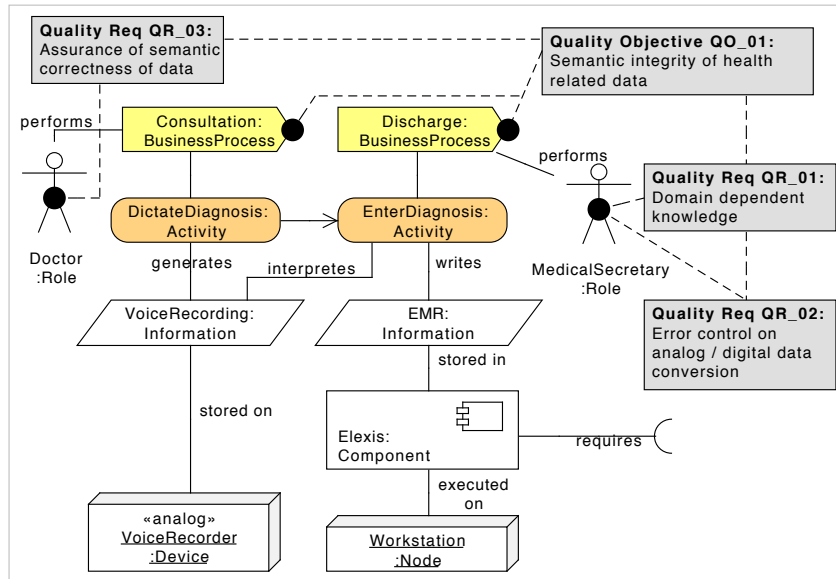 Quality Req QR_03:
Assurance of semantic
correctness of data
Quality Objective QO_01:
Semantic integrity of health
related data
performs
Consultation:
BusinessProcess
Discharge:
BusinessProcess
performs
Quality Req QR_01:
Domain dependent
knowledge
DictateDiagnosis:
Activity
EnterDiagnosis:
Activity
Doctor
:Role
MedicalSecretary
:Role
generates
interpretes
writes
VoiceRecording:
Information
EMR:
Information
Quality Req QR_02:
Error control on
analog / digital data
conversion
stored in
stored on
Elexis:
Component
requires
executed
on
«analog»
VoiceRecorder
:Device
Workstation
:Node